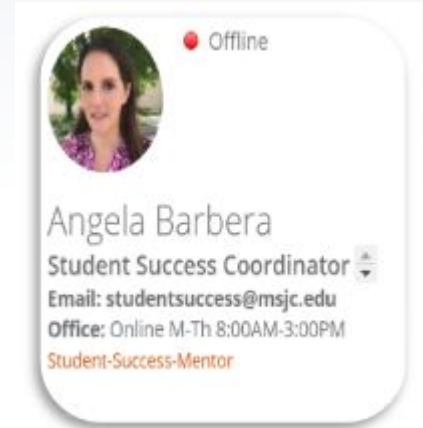 Offline
Angela Barbera
Student Success Coordinator
Email: studentsuccess@msjc.edu
Office: Online M-Th 8:00AM-3:00PM
Student-Success-Mentor